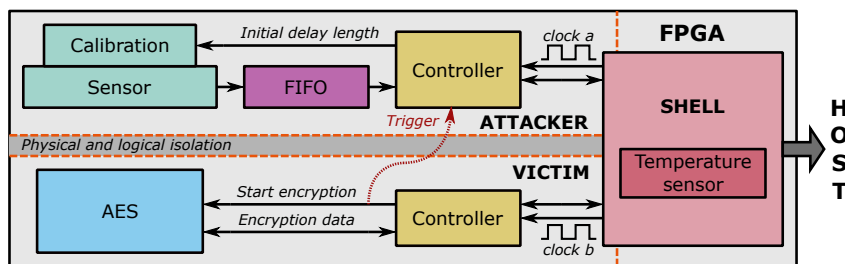 Calibration
Initial delay length
clock a
FPGA
Sensor
FIFO
Controller
SHELL
Trigger
ATTACKER
Physical and logical isolation
VICTIM
Temperature
sensor
AES
Start encryption
Encryption data
Controller
clock b
H
O
S
T